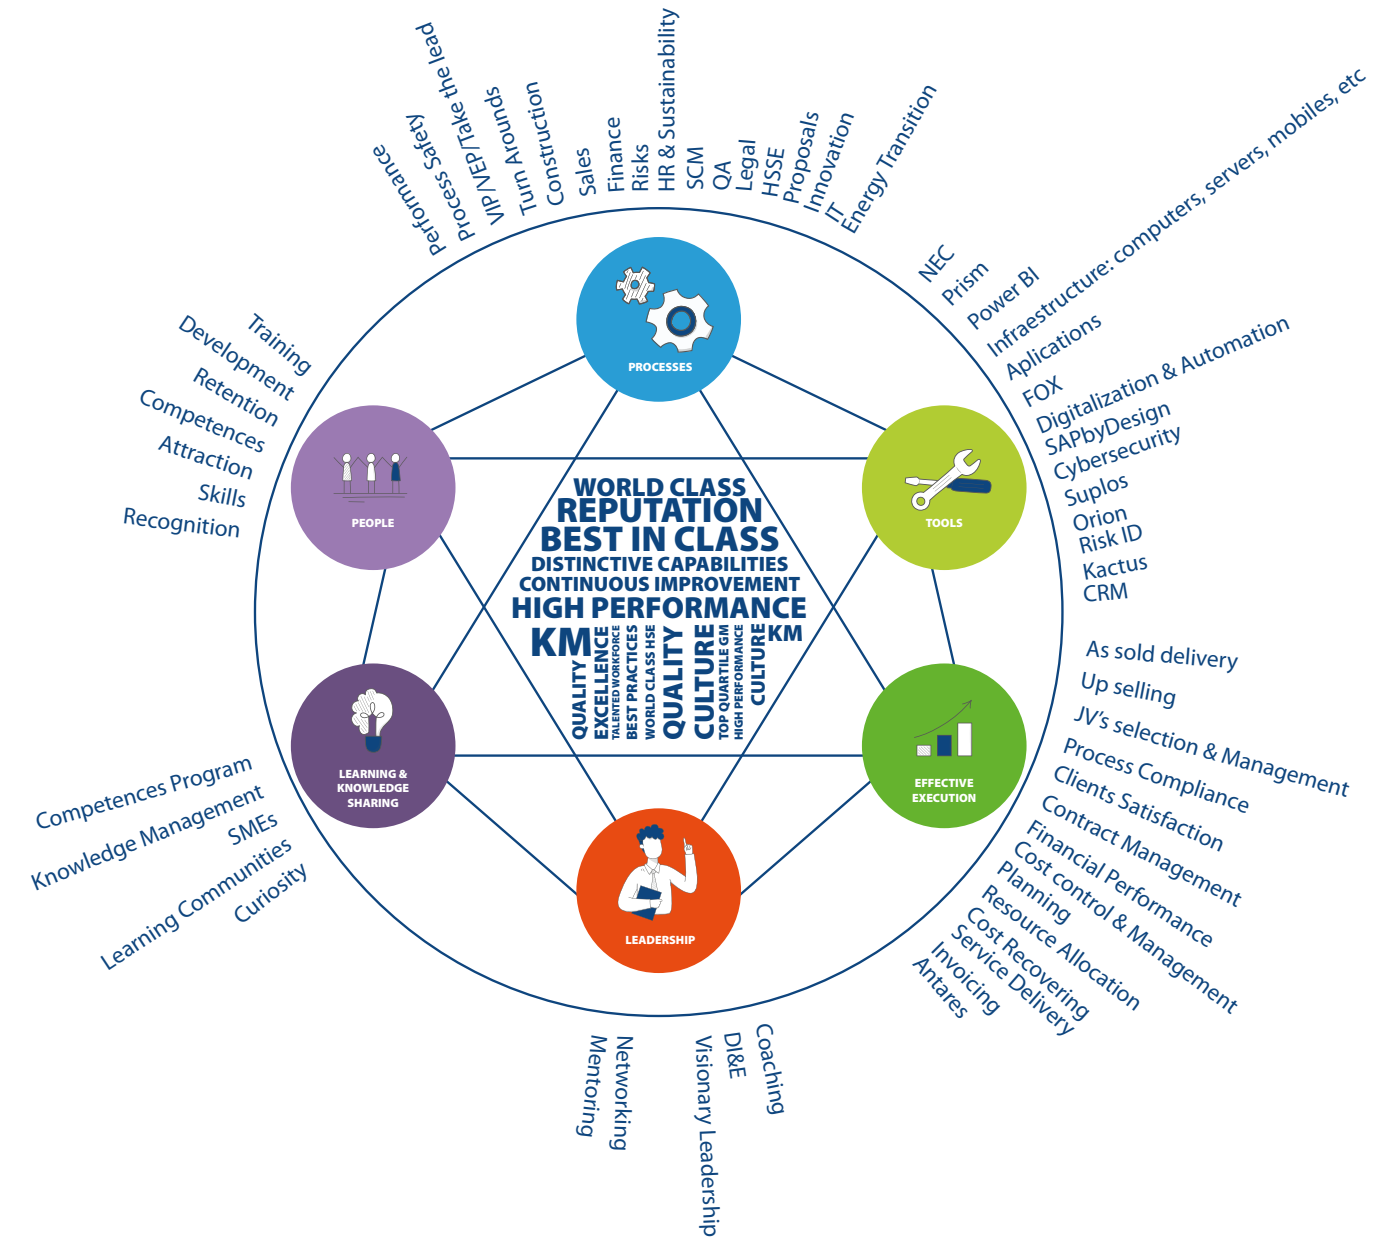 Performance
Process Safety
VIP/VEP/Take the lead
Turn Arounds
Construction
Sales
Finance
Risks
HR & Sustainability
SCM
QA
Legal
HSSE
Proposals
Innovation
IT
Energy Transition
NEC
Prism
Power BI
Infraestructure: computers, servers, mobiles, etc
Aplications
FOX
Digitalization & Automation
SAPbyDesign
Cybersecurity
Suplos
Orion
Risk ID
Kactus
CRM
As sold delivery
Up selling
JV's selection & Management
Process Compliance
Clients Satisfaction
Contract Management
Financial Performance
Cost control & Management
Planning
Resource Allocation
Cost Recovering
Service Delivery
Invoicing
Antares
Coaching
DI&E
Visionary Leadership
Networking
Mentoring
Curiosity
Learning Communities
SMEs
Knowledge Management
Competences Program
Recognition
Skills
Attraction
Competences
Retention
Development
Training
PROCESSES
TOOLS
EFFECTIVE
EXECUTION
LEADERSHIP
LEARNING &
KNOWLEDGE
SHARING
PEOPLE
WORLD CLASS
REPUTATION
BEST IN CLASS
DISTINCTIVE CAPABILITIES
CONTINUOUS IMPROVEMENT
HIGH PERFORMANCE
KM
QUALITY
EXCELLENCE
TALENTED WORKFORCE
BEST PRACTICES
WORLD CLASS HSE
QUALITY
CULTURE
TOP QUARTILE GM
HIGH PERFORMANCE
CULTURE
KM